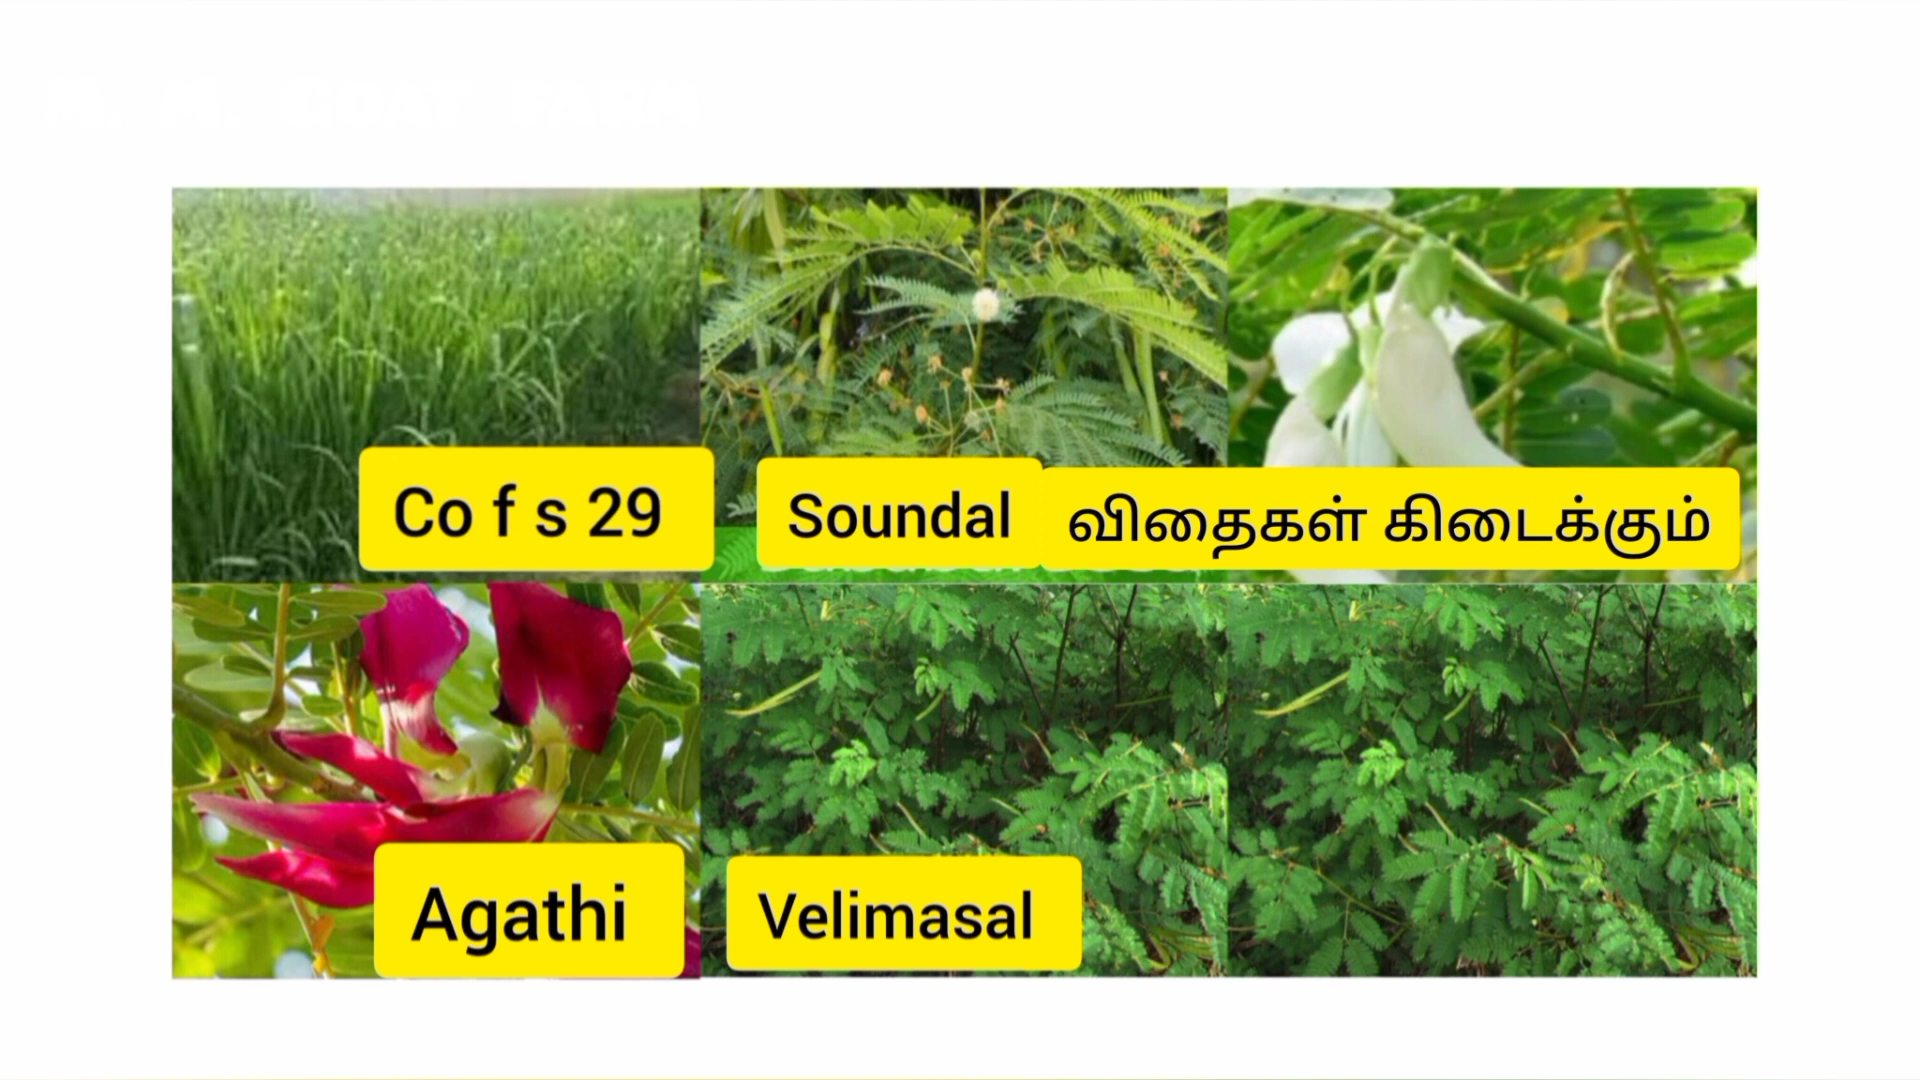 Co f s 29
Soundal
விதைகள் கிடைக்கும்
Agathi
Velimasal